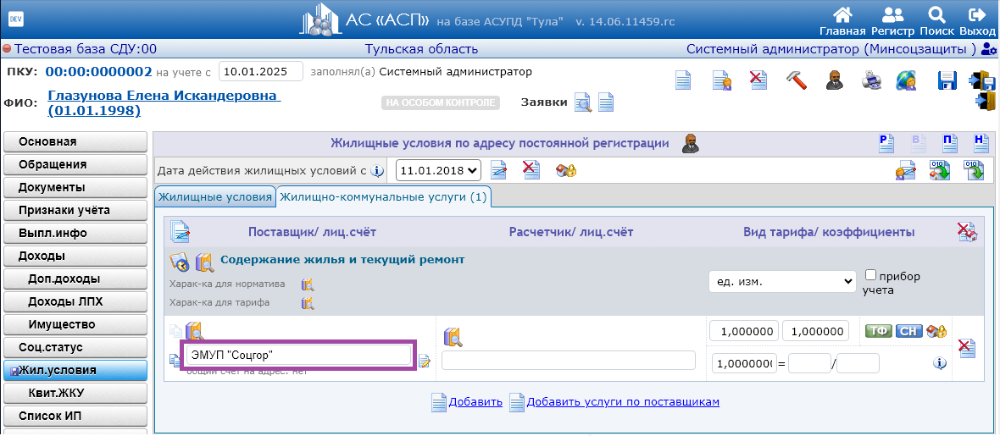 DEV
АС «АСП» на базе АСУПД "Тула" v. 14.06.11459.rc
Главная Регистр Поиск Выход
Тестовая база СДУ:00 Тульская область Системный администратор (Минсоцзащиты )
ПКУ: 00:00:0000002 на учете с 10.01.2025 заполнял(а) Системный администратор
ФИО: Глазунова Елена Искандеровна
(01.01.1998)
НА ОСОБОМ КОНТРОЛЕ Заявки
Основная
Обращения
Документы
Признаки учёта
Выпл.инфо
Доходы
Доп.доходы
Доходы ЛПХ
Имущество
Соц.статус
Жил.условия
Квит.ЖКУ
Список ИП
Жилищные условия по адресу постоянной регистрации Р В П Н
Дата действия жилищных условий с 11.01.2018 010 010
Жилищные условия Жилищно-коммунальные услуги (1)
Поставщик/ лиц.счёт Расчетчик/ лиц.счёт Вид тарифа/ коэффициенты
Содержание жилья и текущий ремонт
Харак-ка для норматива
Харак-ка для тарифа
ед. изм. прибор
учета
1,000000 1,000000 ТФ СН
ЭМУП "Соцгор"
1,000000 = /
общий счет на адрес: нет
Добавить Добавить услуги по поставщикам